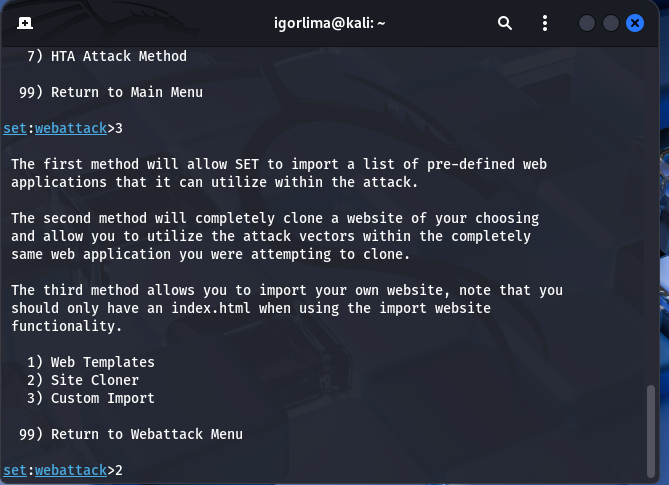 igorlima@kali: ~
7) HTA Attack Method
99) Return to Main Menu
set:webattack>3
The first method will allow SET to import a list of pre-defined web
applications that it can utilize within the attack.
The second method will completely clone a website of your choosing
and allow you to utilize the attack vectors within the completely
same web application you were attempting to clone.
The third method allows you to import your own website, note that you
should only have an index.html when using the import website
functionality.
1) Web Templates
2) Site Cloner
3) Custom Import
99) Return to Webattack Menu
set:webattack>2